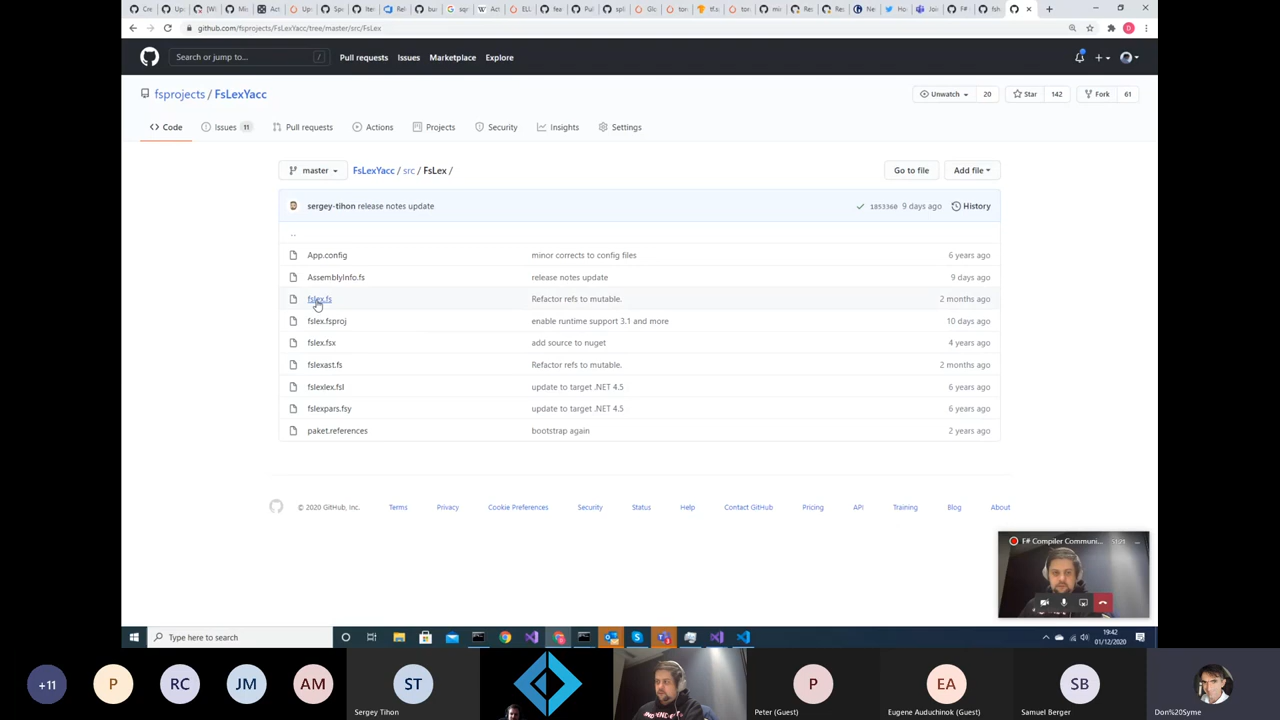 github.com/fsprojects/FsLexYacc/tree/master/src/FsLex
Search or jump to... /
Pull requests Issues Marketplace Explore
fsprojects / FsLexYacc
Unwatch 20 Star 142 Fork 61
Code Issues 11 Pull requests Actions Projects Security Insights Settings
master FsLexYacc / src / FsLex / Go to file Add file
sergey-tihon release notes update 1853360 9 days ago History
..
App.config minor corrects to config files 6 years ago
AssemblyInfo.fs release notes update 9 days ago
fslex.fs Refactor refs to mutable. 2 months ago
fslex.fsproj enable runtime support 3.1 and more 10 days ago
fslex.fsx add source to nuget 4 years ago
fslexast.fs Refactor refs to mutable. 2 months ago
fslexlex.fsl update to target .NET 4.5 6 years ago
fslexpars.fsy update to target .NET 4.5 6 years ago
paket.references bootstrap again 2 years ago
© 2020 GitHub, Inc. Terms Privacy Cookie Preferences Security Status Help Contact GitHub Pricing API Training Blog About
F# Compiler Communi... 51:21
Type here to search
19:42
01/12/2020
+11 P RC JM AM ST P EA SB
Sergey Tihon Peter (Guest) Eugene Auduchinok (Guest) Samuel Berger Don%20Syme